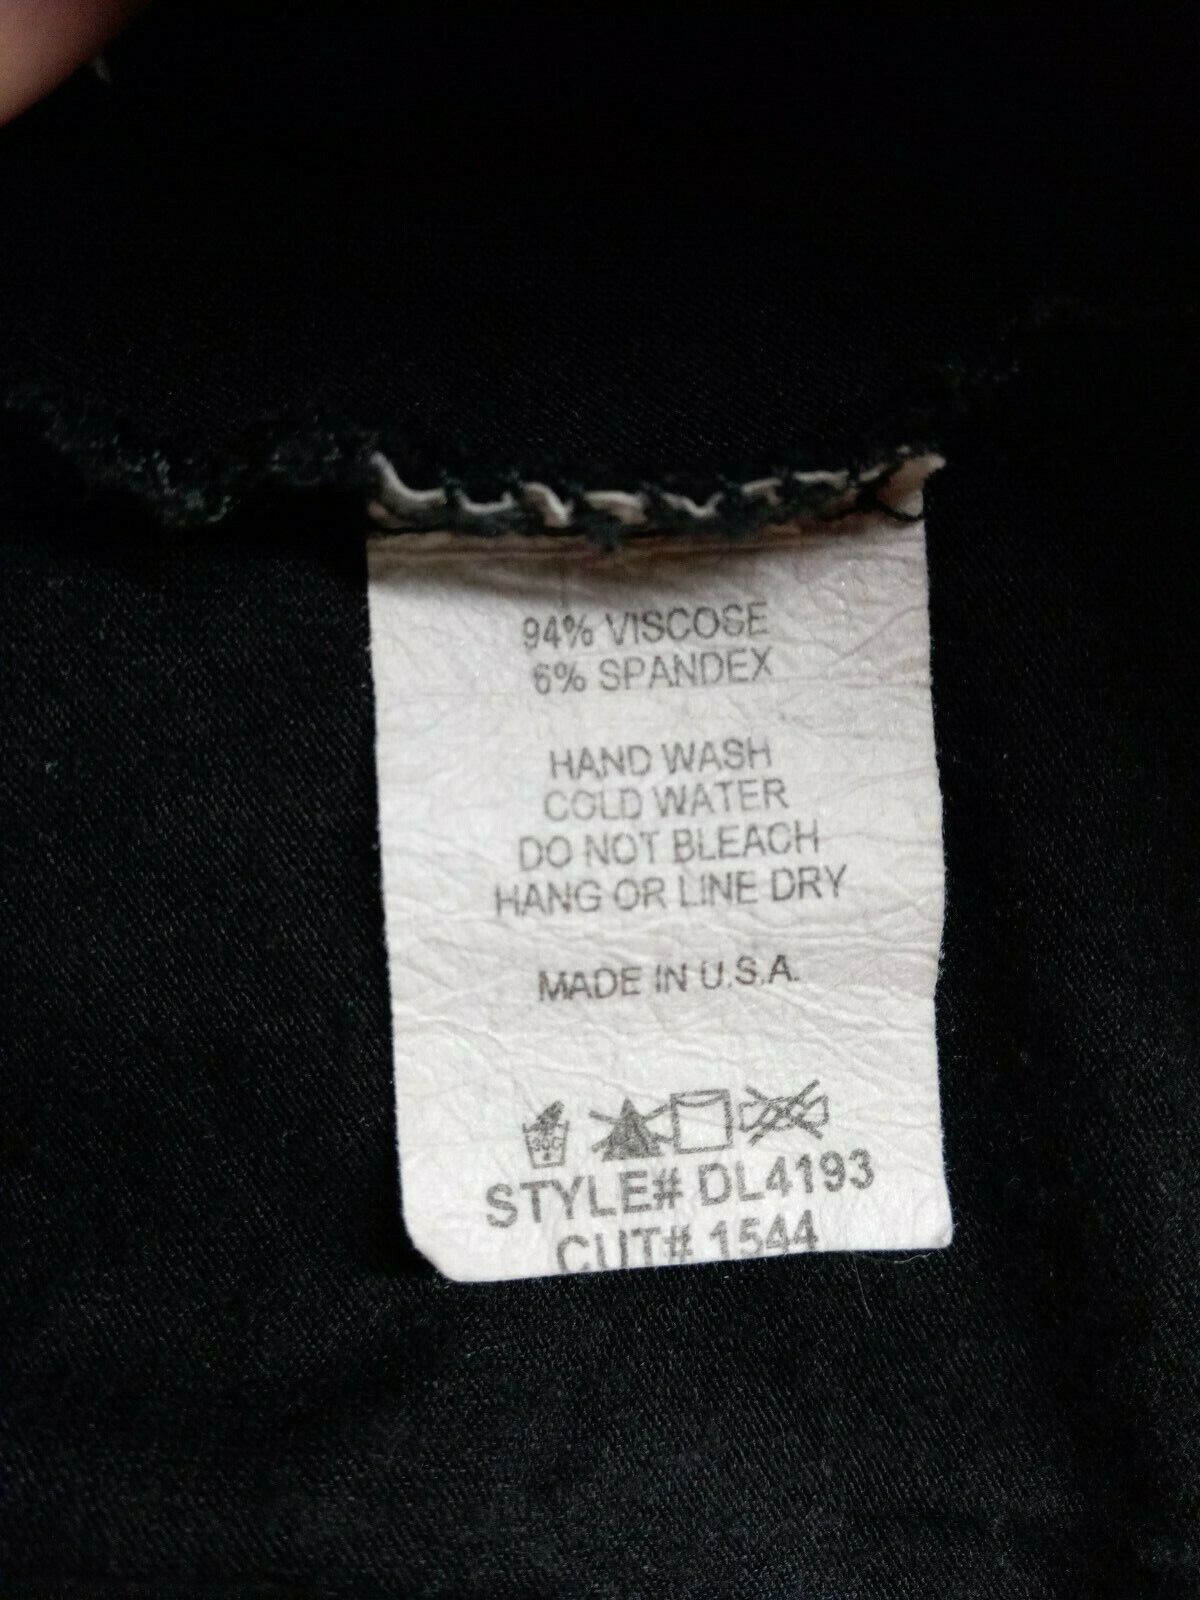 94% VISCOSE
6% SPANDEX
HAND WASH
COLD WATER
DO NOT BLEACH
HANG OR LINE DRY
MADE IN U.S.A.
STYLE# DL4193
CUT# 1544